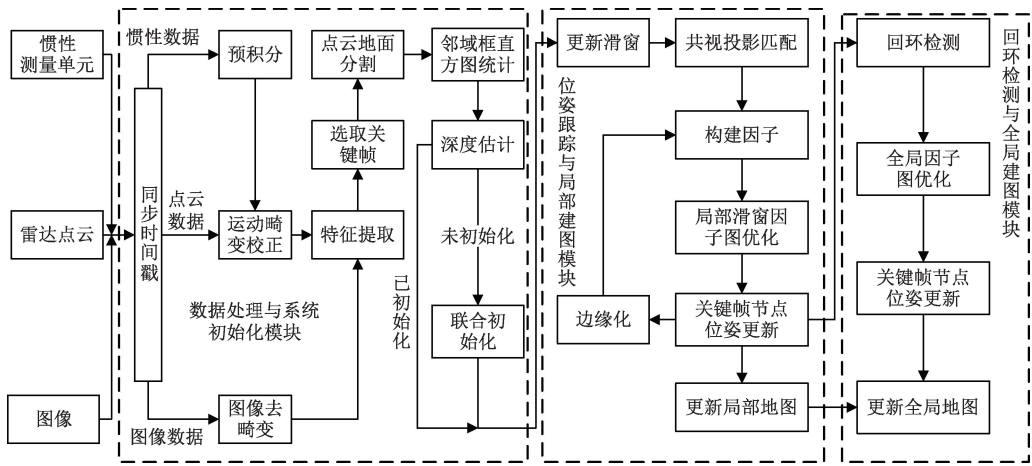 惯性
测量单元
雷达点云
图像
惯性数据
点云
数据
图像数据
同步时间戳
预积分
运动畸
变校正
图像去
畸变
数据处理与系统
初始化模块
点云地面
分割
选取关
键帧
特征提取
邻域框直
方图统计
深度估计
未初始化
已初始化
联合初
始化
更新滑窗
位姿跟踪与局部建图模块
边缘化
共视投影匹配
构建因子
局部滑窗因
子图优化
关键帧节点
位姿更新
更新局部地图
回环检测
全局因子
图优化
关键帧节点
位姿更新
更新全局地图
回环检测与全局建图模块